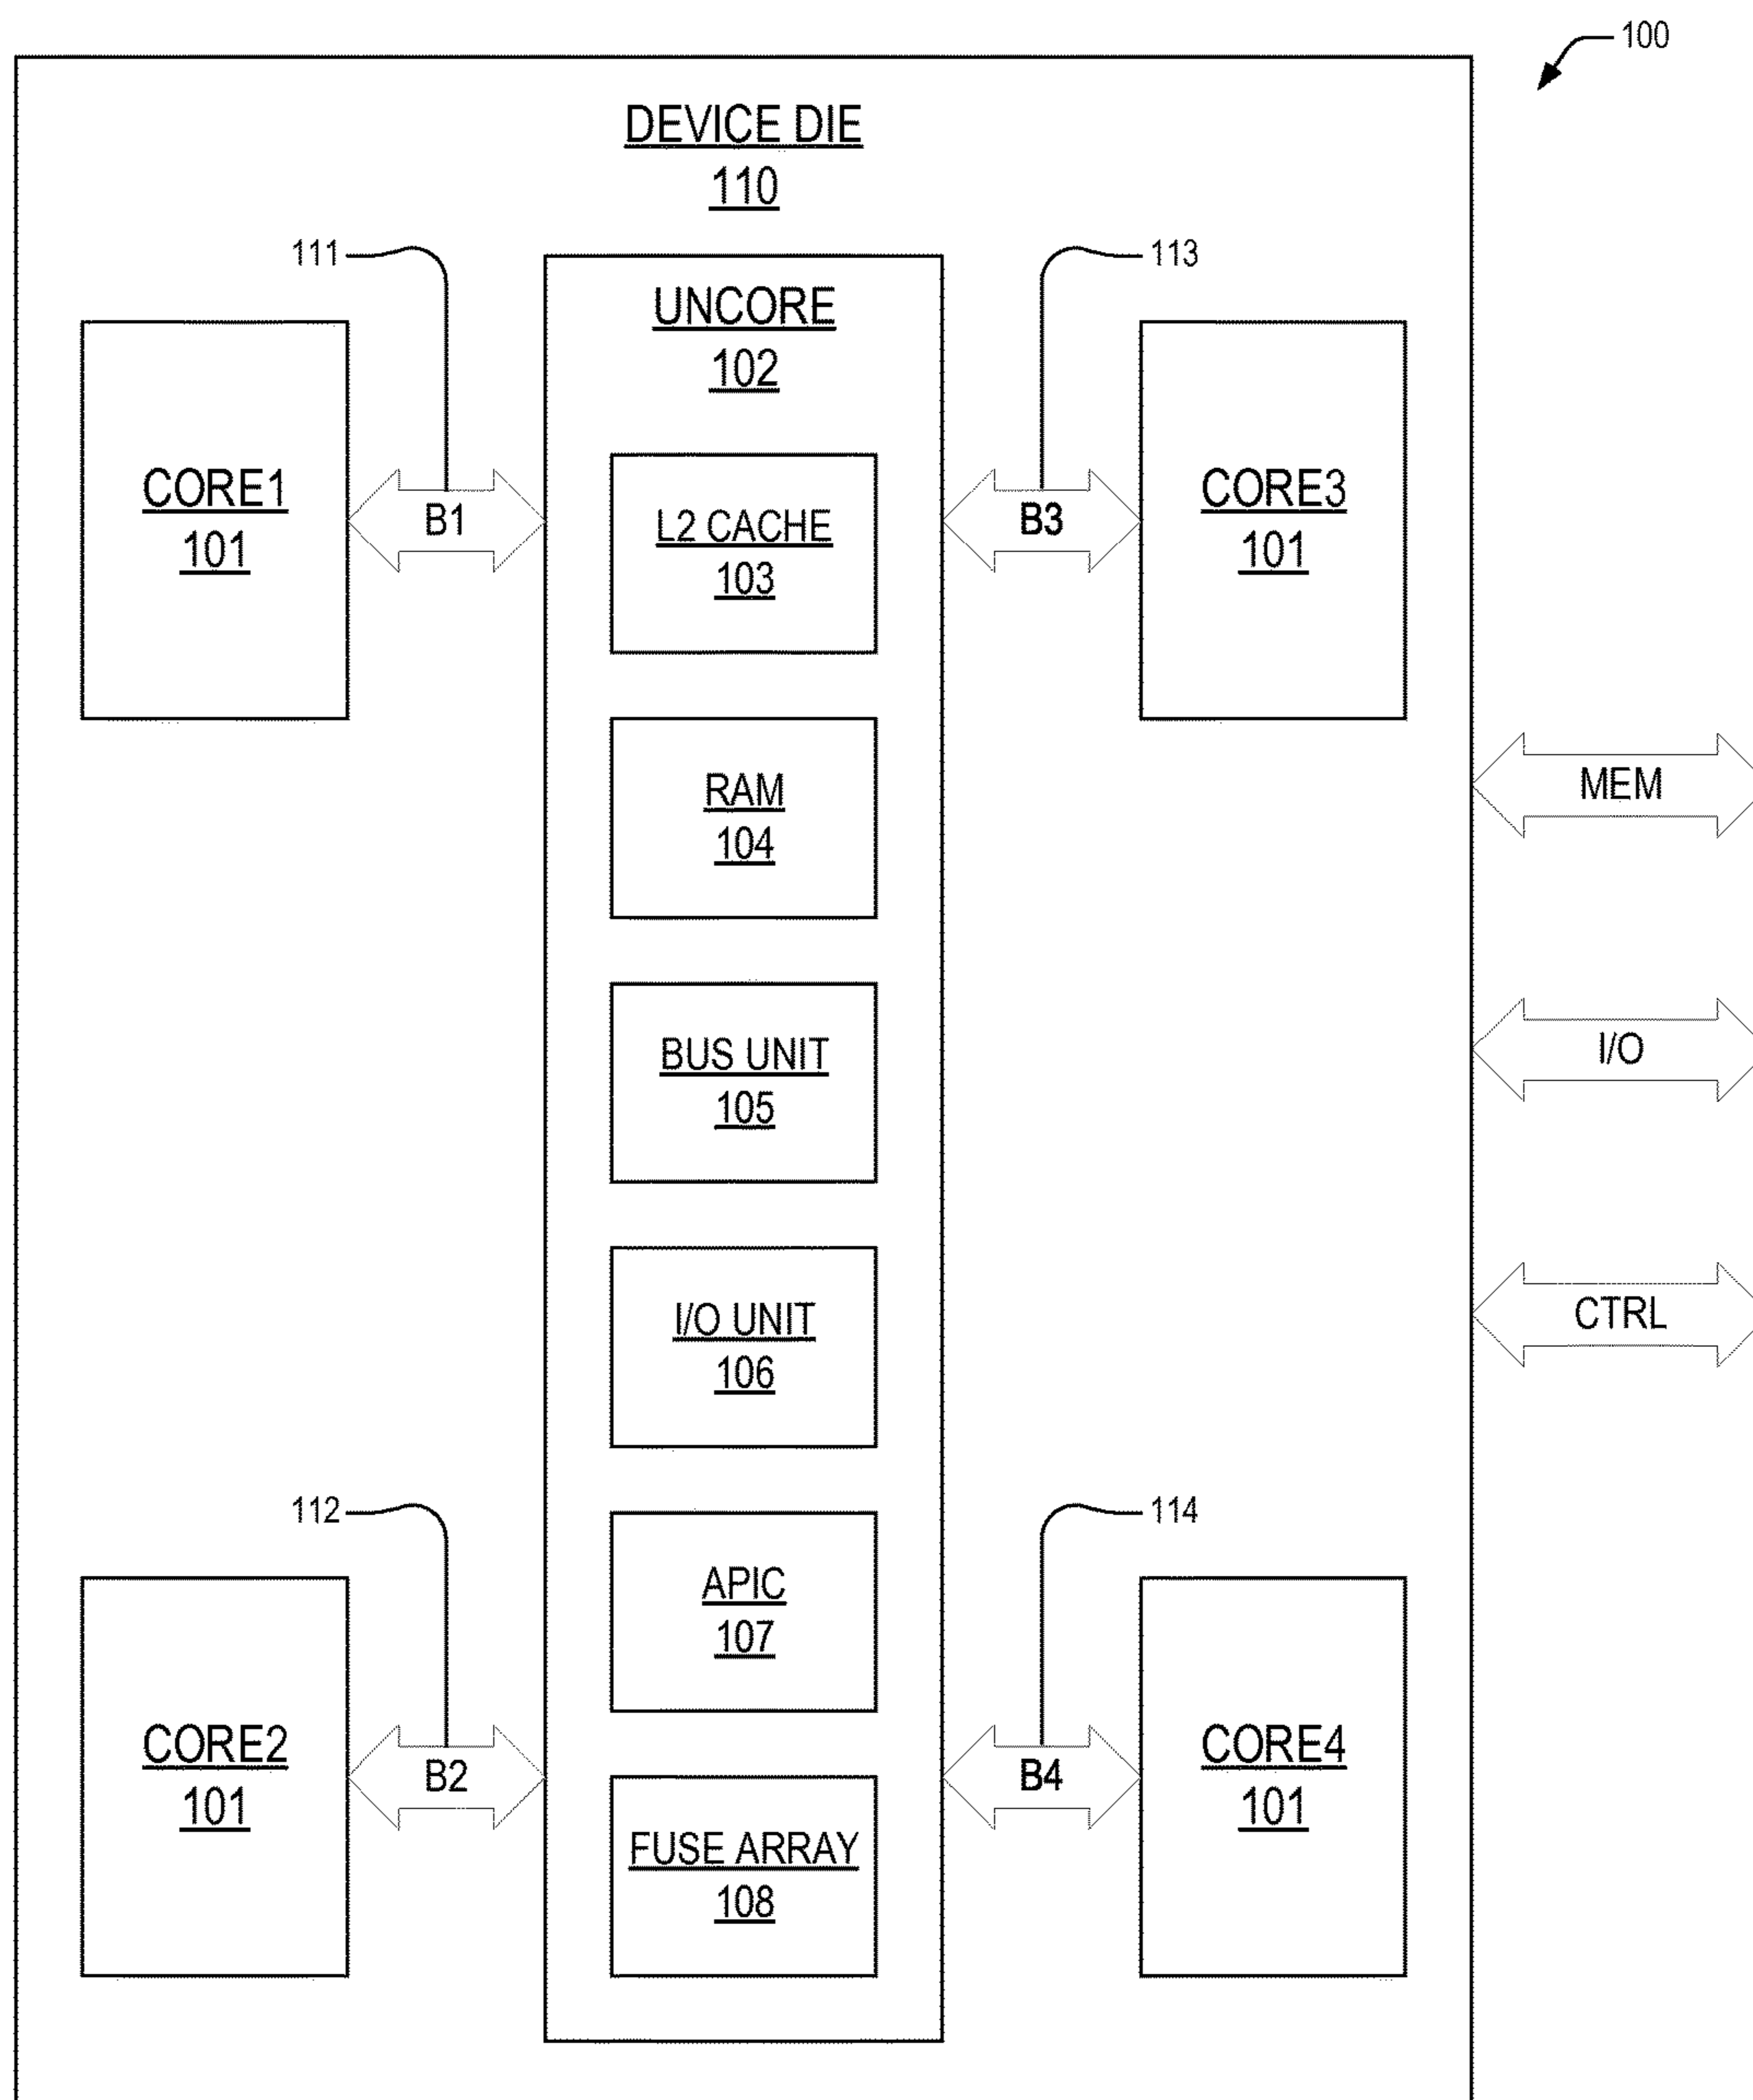 100
DEVICE DIE
110
111
113
UNCORE
102
CORE1
101
B1
L2 CACHE
103
B3
CORE3
101
RAM
104
MEM
BUS UNIT
105
I/O
I/O UNIT
106
CTRL
112
114
APIC
107
CORE2
101
B2
B4
CORE4
101
FUSE ARRAY
108